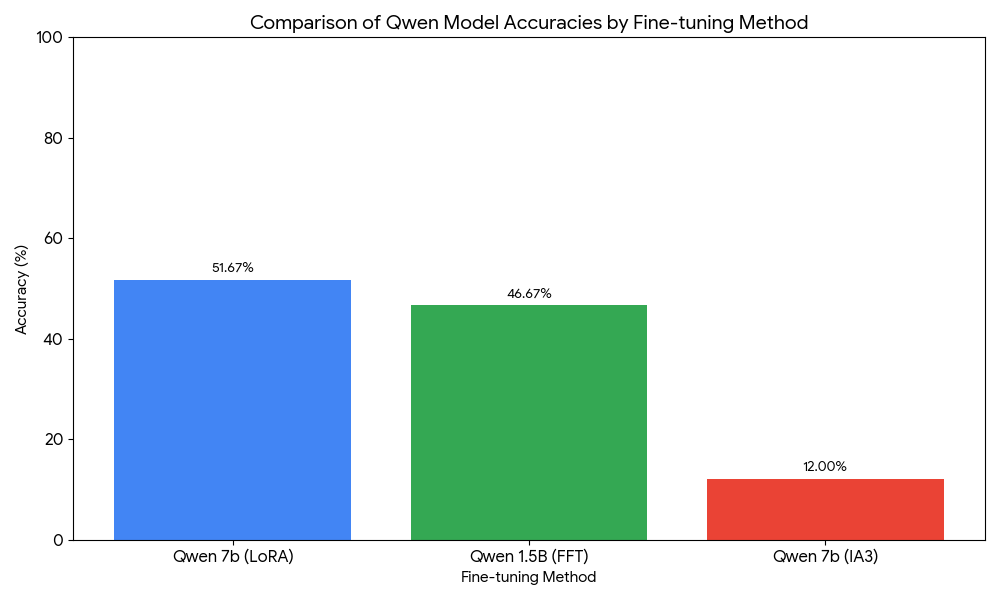 Comparison of Qwen Model Accuracies by Fine-tuning Method
100
80
60
40
20
0
Accuracy (%)
51.67%
46.67%
12.00%
Qwen 7b (LoRA)
Qwen 1.5B (FFT)
Qwen 7b (IA3)
Fine-tuning Method